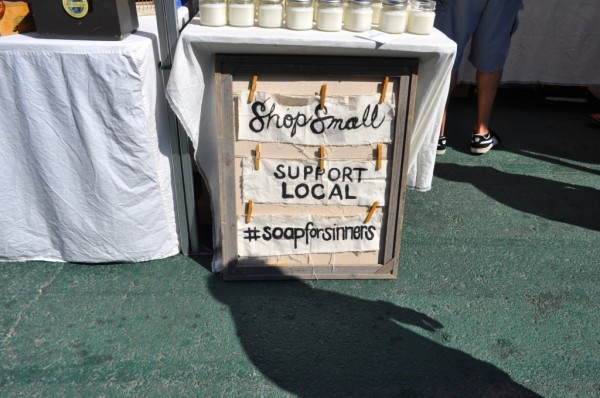 Shop Small
SUPPORT
LOCAL
#soapforsinners